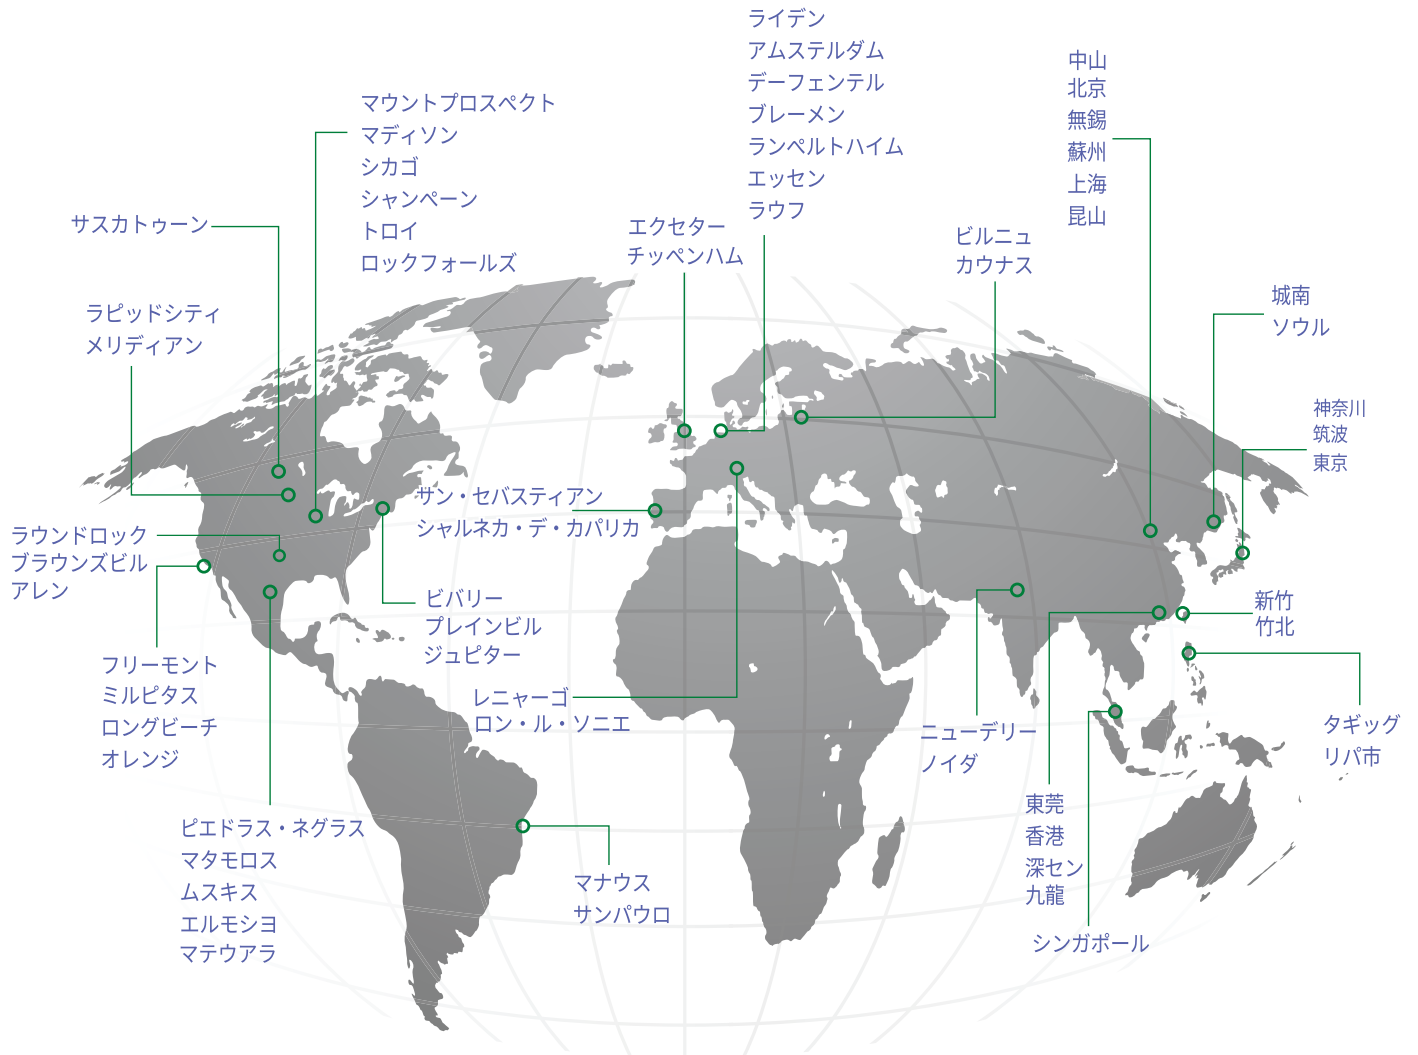 ライデン
アムステルダム
デーフェンテル
ブレーメン
ランペルトハイム
エッセン
ラウフ
中山
北京
無錫
蘇州
上海
昆山
マウントプロスペクト
マディソン
シカゴ
シャンペーン
トロイ
ロックフォールズ
サスカトゥーン
エクセター
チッペンハム
ビルニュ
カウナス
城南
ソウル
ラピッドシティ
メリディアン
神奈川
筑波
東京
サン・セバスティアン
シャルネカ・デ・カパリカ
ラウンドロック
ブラウンズビル
アレン
ビバリー
プレインビル
ジュピター
新竹
竹北
フリーモント
ミルピタス
ロングビーチ
オレンジ
レニャーゴ
ロン・ル・ソニエ
ニューデリー
ノイダ
タギッグ
リパ市
ピエドラス・ネグラス
マタモロス
ムスキス
エルモシヨ
マテウアラ
東莞
香港
深セン
九龍
マナウス
サンパウロ
シンガポール